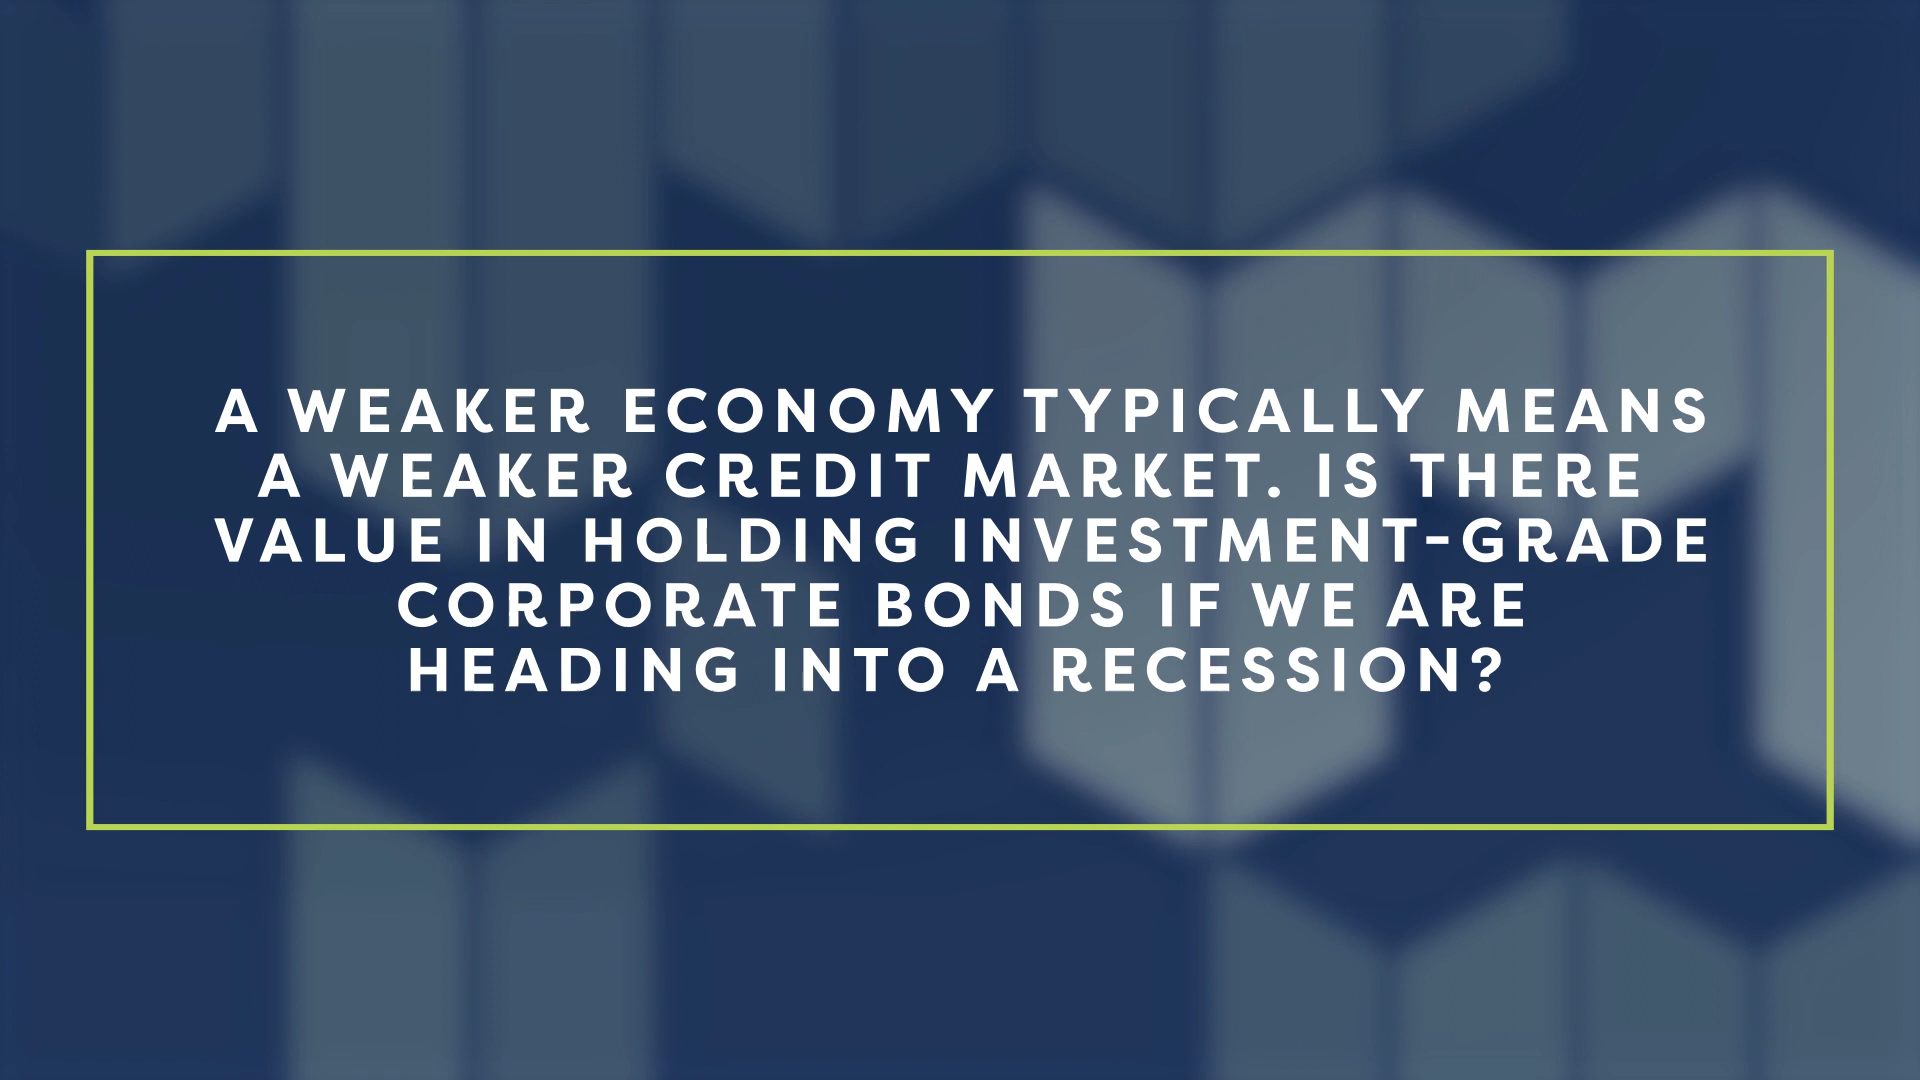 A WEAKER ECONOMY TYPICALLY MEANS
A WEAKER CREDIT MARKET. IS THERE
VALUE IN HOLDING INVESTMENT-GRADE
CORPORATE BONDS IF WE ARE
HEADING INTO A RECESSION?